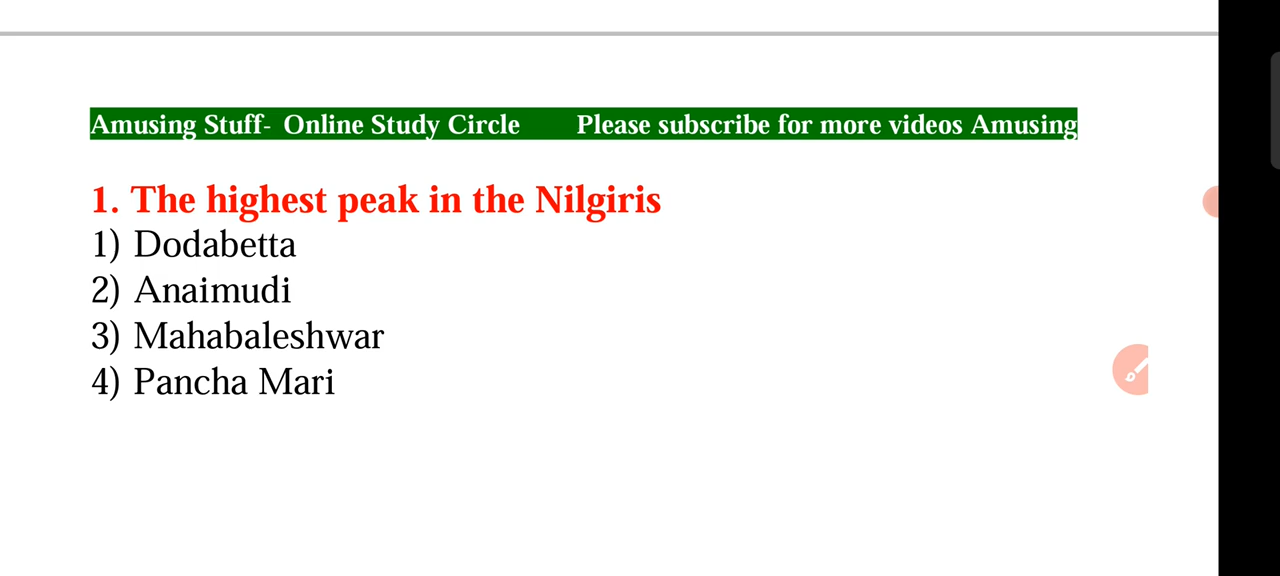 Amusing Stuff- Online Study Circle Please subscribe for more videos Amusing
1. The highest peak in the Nilgiris
1) Dodabetta
2) Anaimudi
3) Mahabaleshwar
4) Pancha Mari